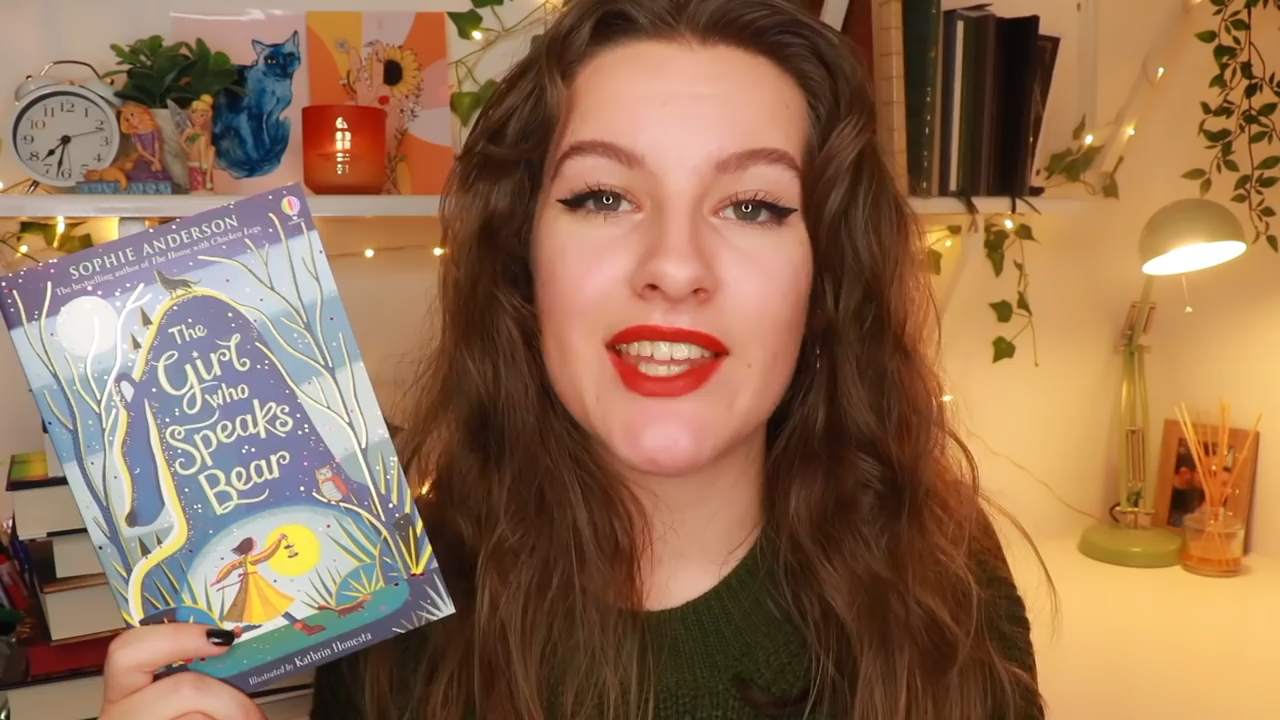 SOPHIE ANDERSON
The bestselling author of The House with Chicken Legs
The
Girl
who
Speaks
Bear
Illustrated by Kathrin Honesta